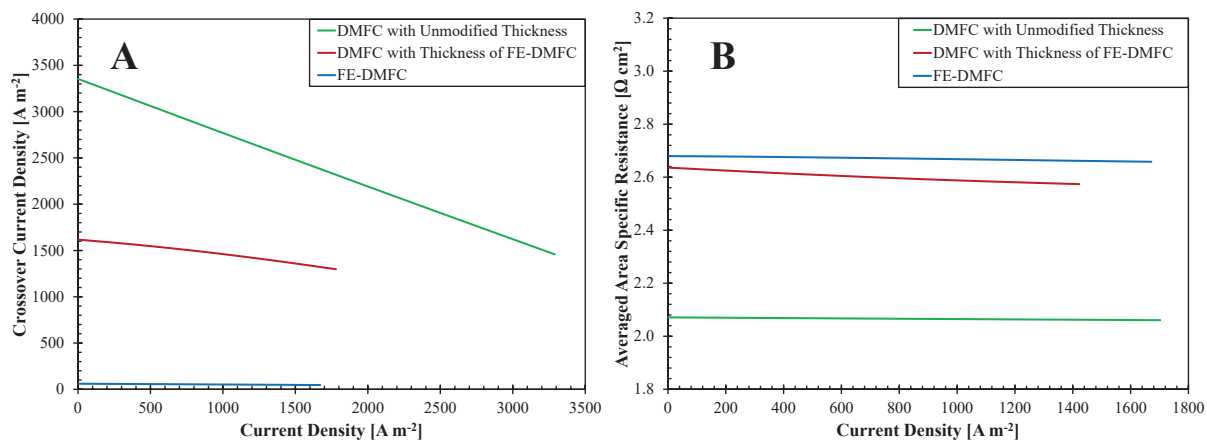 A
DMFC with Unmodified Thickness
DMFC with Thickness of FE-DMFC
FE-DMFC
Crossover Current Density [A m-2]
4000
3500
3000
2500
2000
1500
1000
500
0
0 500 1000 1500 2000 2500 3000 3500
Current Density [A m-2]
B
DMFC with Unmodified Thickness
DMFC with Thickness of FE-DMFC
FE-DMFC
Averaged Area Specific Resistance [Ω cm²]
3.2
3.0
2.8
2.6
2.4
2.2
2.0
1.8
0 200 400 600 800 1000 1200 1400 1600 1800
Current Density [A m-2]